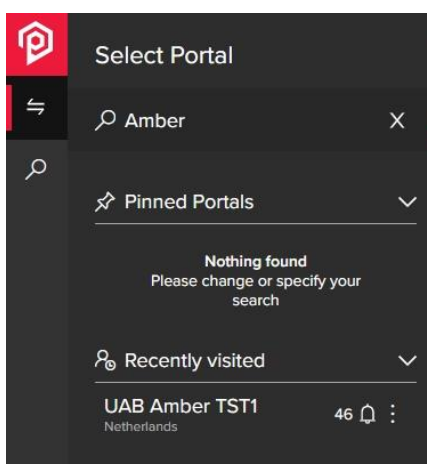 Select Portal
Amber
Pinned Portals
Nothing found
Please change or specify your
search
Recently visited
UAB Amber TST1
46
Netherlands